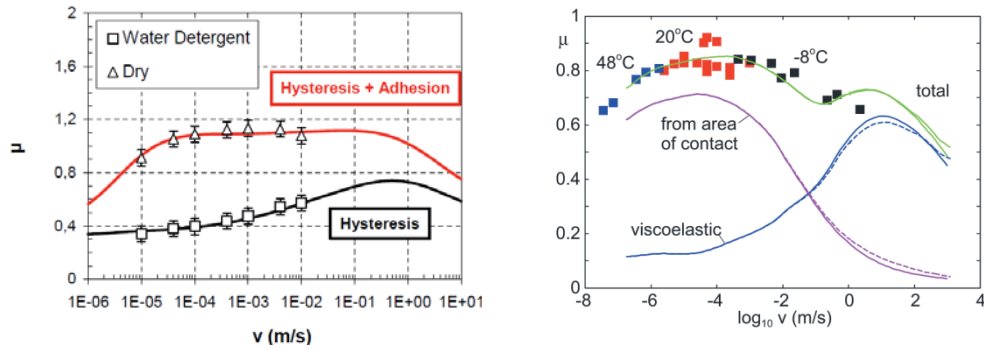 2
1,6
1,2
0,8
0,4
0
μ
Water Detergent
Dry
Hysteresis + Adhesion
Hysteresis
1E-06 1E-05 1E-04 1E-03 1E-02 1E-01 1E+00 1E+01
v (m/s)
μ
0.8
0.6
0.4
0.2
0
48°C
20°C
-8°C
total
from area
of contact
viscoelastic
-8 -6 -4 -2 0 2 4
log₁₀ v (m/s)